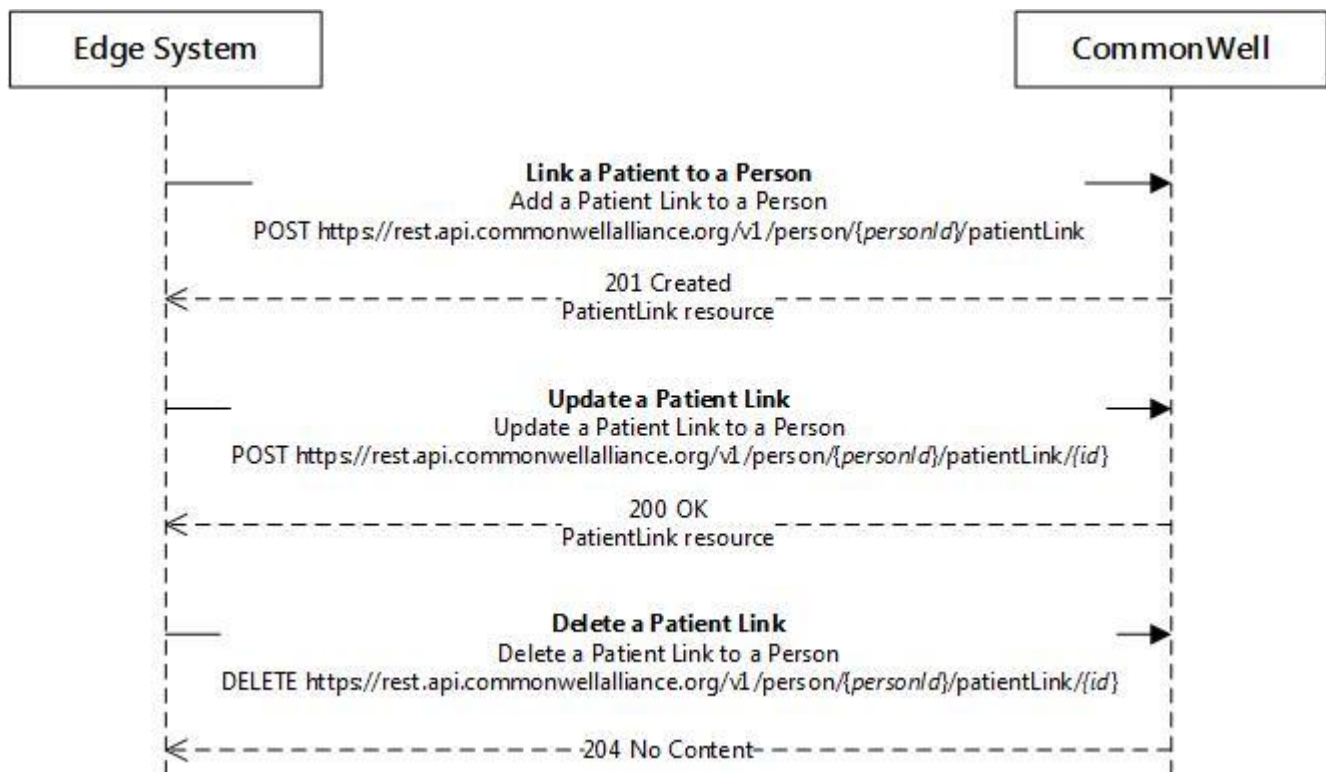 Edge System
CommonWell
Link a Patient to a Person
Add a Patient Link to a Person
POST https://rest.api.commonwellalliance.org/v1/person/{personId}/patientLink
201 Created
PatientLink resource
Update a Patient Link
Update a Patient Link to a Person
POST https://rest.api.commonwellalliance.org/v1/person/{personId}/patientLink/{id}
200 OK
PatientLink resource
Delete a Patient Link
Delete a Patient Link to a Person
DELETE https://rest.api.commonwellalliance.org/v1/person/{personId}/patientLink/{id}
204 No Content